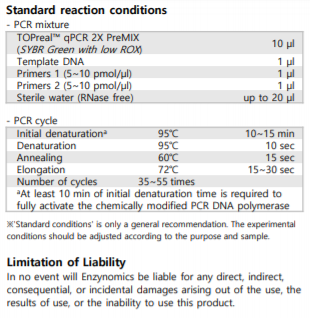 Standard reaction conditions
- PCR mixture
TOPreal™ qPCR 2X PreMIX
(SYBR Green with low ROX) 10 μl
Template DNA 1 μl
Primers 1 (5~10 pmol/μl) 1 μl
Primers 2 (5~10 pmol/μl) 1 μl
Sterile water (RNase free) up to 20 μl
- PCR cycle
Initial denaturationᵃ 95℃ 10~15 min
Denaturation 95℃ 10 sec
Annealing 60℃ 15 sec
Elongation 72℃ 15~30 sec
Number of cycles 35~55 times
ᵃAt least 10 min of initial denaturation time is required to
fully activate the chemically modified PCR DNA polymerase
※'Standard conditions' is only a general recommendation. The experimental
conditions should be adjusted according to the purpose and sample.
Limitation of Liability
In no event will Enzynomics be liable for any direct, indirect,
consequential, or incidental damages arising out of the use, the
results of use, or the inability to use this product.